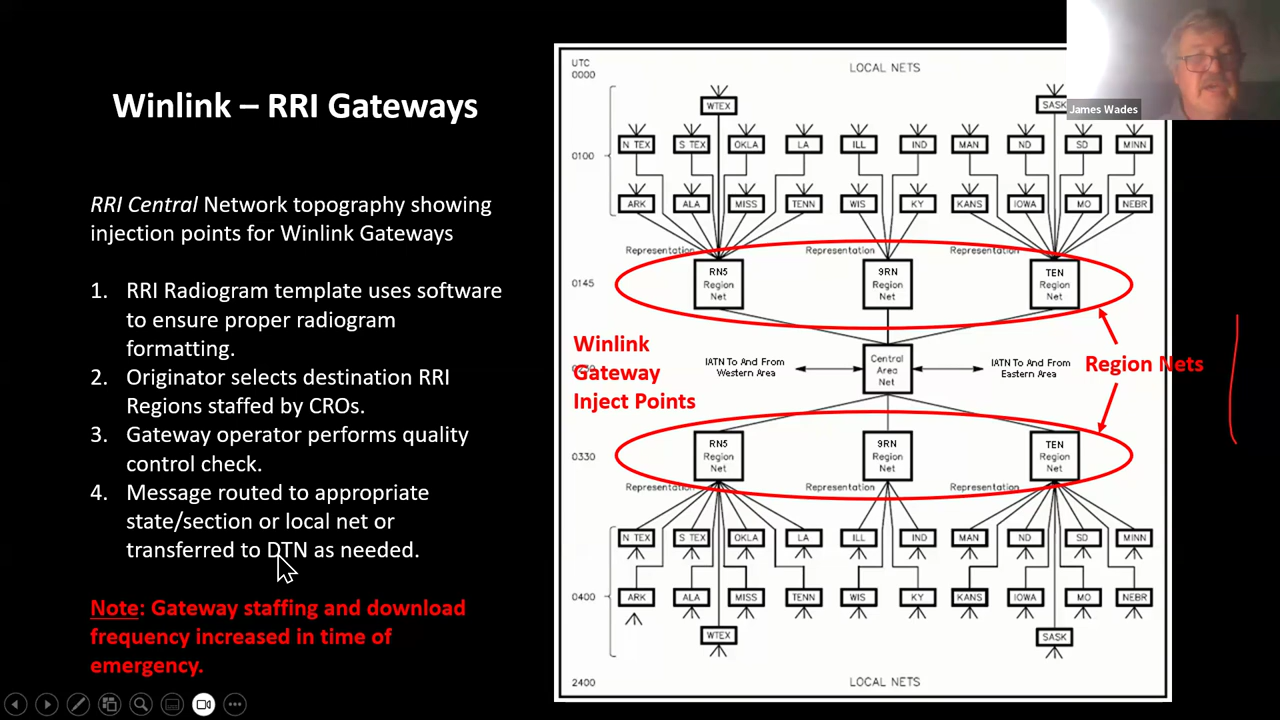 Winlink – RRI Gateways
RRI Central Network topography showing
injection points for Winlink Gateways
1. RRI Radiogram template uses software
to ensure proper radiogram
formatting.
2. Originator selects destination RRI
Regions staffed by CROs.
3. Gateway operator performs quality
control check.
4. Message routed to appropriate
state/section or local net or
transferred to DTN as needed.
Note: Gateway staffing and download
frequency increased in time of
emergency.
James Wades
UTC
0000
LOCAL NETS
WTEX
SASK
N TEX
S TEX
OKLA
LA
ILL
IND
MAN
ND
SD
MINN
0100
ARK
ALA
MISS
TENN
WIS
KY
KANS
IOWA
MO
NEBR
Representation
Representation
Representation
0145
RN5
Region
Net
9RN
Region
Net
TEN
Region
Net
Winlink
Gateway
Inject Points
IATN To And From
Western Area
Central
Area
Net
IATN To And From
Eastern Area
Region Nets
0330
RN5
Region
Net
9RN
Region
Net
TEN
Region
Net
Representation
Representation
Representation
N TEX
S TEX
OKLA
LA
ILL
IND
MAN
ND
SD
MINN
0400
ARK
ALA
MISS
TENN
WIS
KY
KANS
IOWA
MO
NEBR
WTEX
SASK
2400
LOCAL NETS